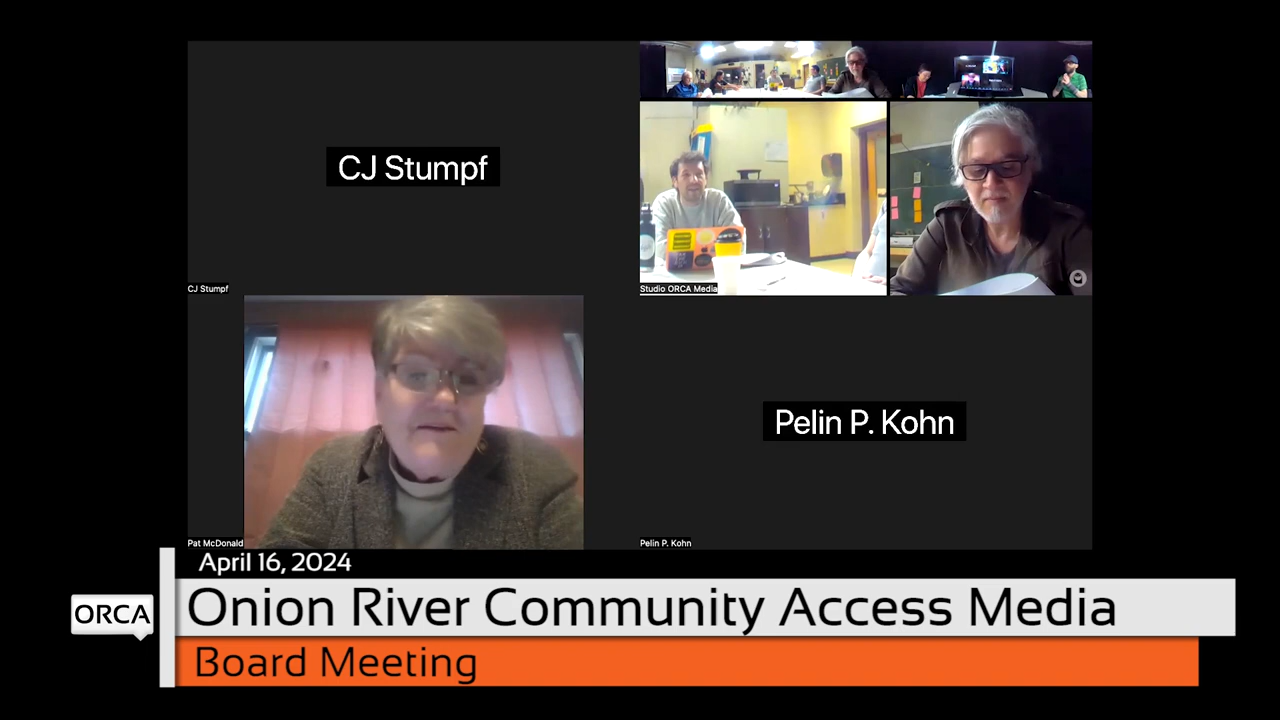 CJ Stumpf
CJ Stumpf
Studio ORCA Media
Pelin P. Kohn
Pat McDonald
Pelin P. Kohn
April 16, 2024
ORCA
Onion River Community Access Media
Board Meeting